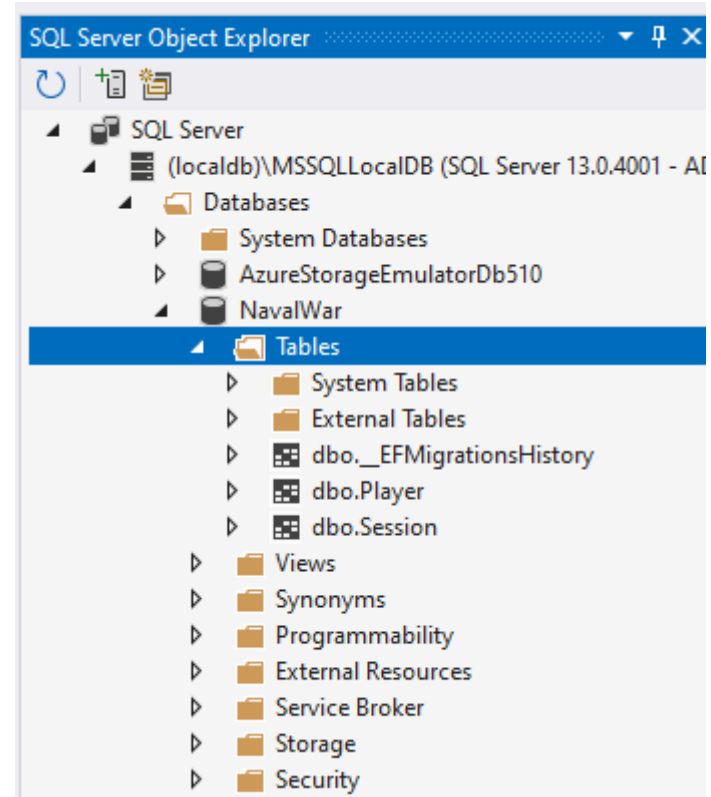 SQL Server Object Explorer
SQL Server
(localdb)\MSSQLLocalDB (SQL Server 13.0.4001 - AD
Databases
System Databases
AzureStorageEmulatorDb510
NavalWar
Tables
System Tables
External Tables
dbo.__EFMigrationsHistory
dbo.Player
dbo.Session
Views
Synonyms
Programmability
External Resources
Service Broker
Storage
Security